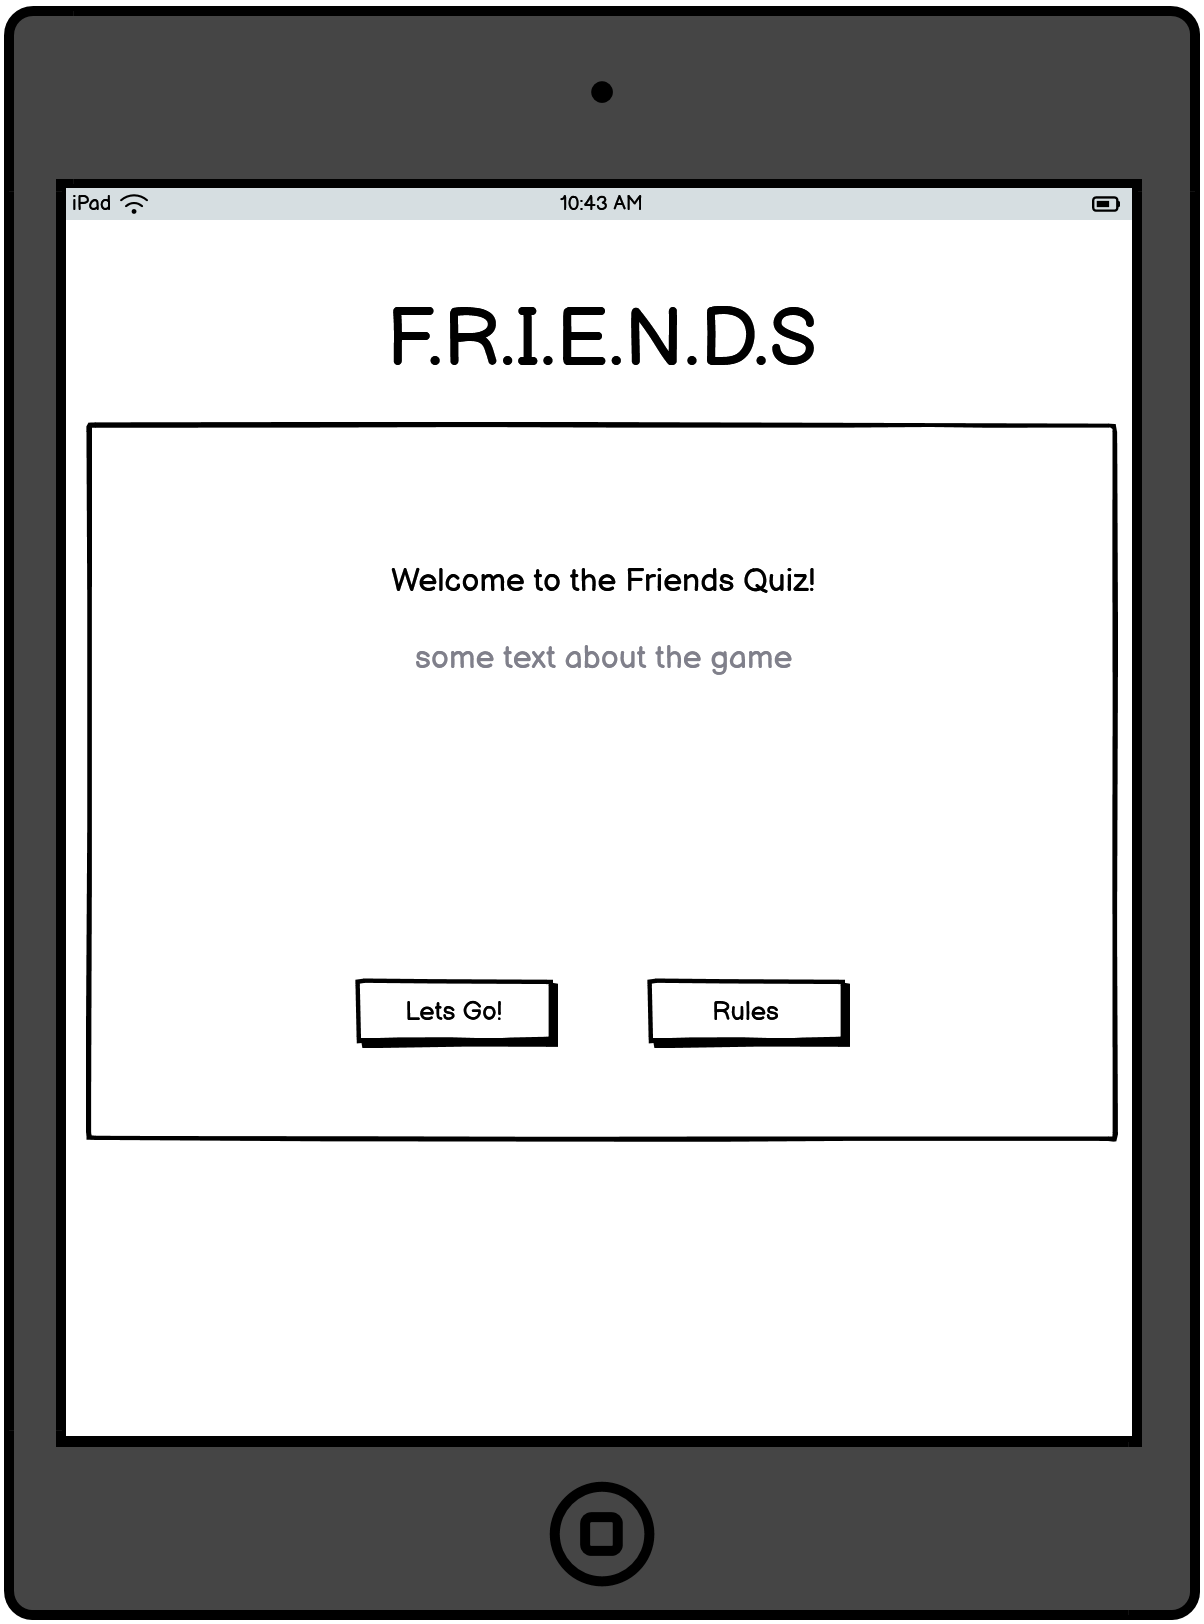 iPad 10:43 AM
F.R.I.E.N.D.S
Welcome to the Friends Quiz!
some text about the game
Lets Go! Rules